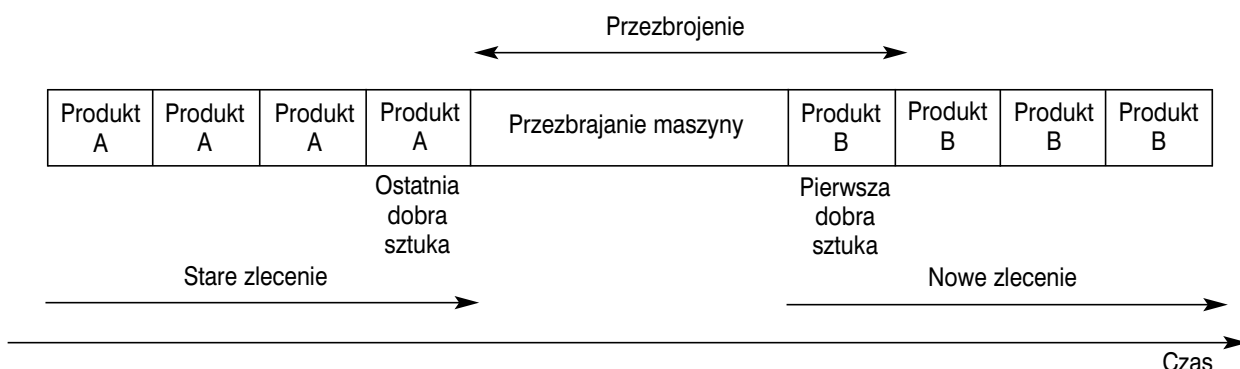 Przezbrojenie
Produkt Produkt Produkt Produkt Przezbrajanie maszyny Produkt Produkt Produkt Produkt
A A A A B B B B
Ostatnia Pierwsza
dobra dobra
sztuka sztuka
Stare zlecenie Nowe zlecenie
Czas